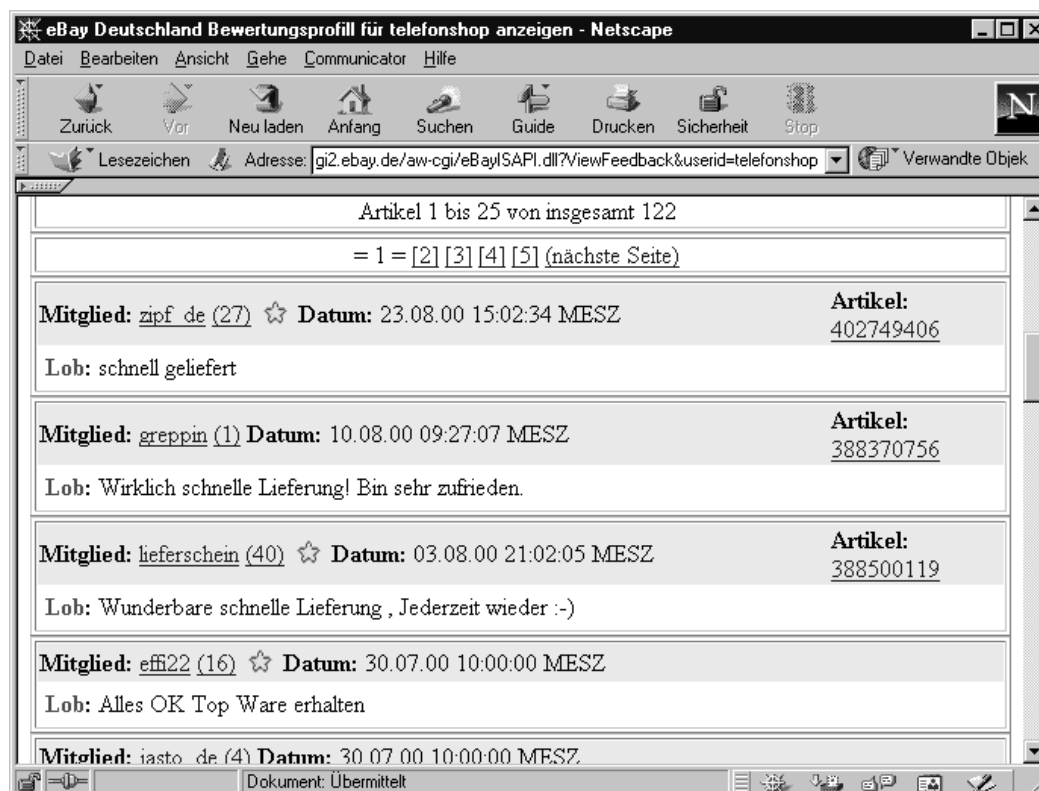 eBay Deutschland Bewertungsprofill für telefonshop anzeigen - Netscape
Datei Bearbeiten Ansicht Gehe Communicator Hilfe
Zurück Vor Neu laden Anfang Suchen Guide Drucken Sicherheit Stop
N
Lesezeichen Adresse: gi2.ebay.de/aw-cgi/eBayISAPI.dll?ViewFeedback&userid=telefonshop Verwandte Objek
Artikel 1 bis 25 von insgesamt 122
= 1 = [2] [3] [4] [5] (nächste Seite)
Mitglied: zipf_de (27) Datum: 23.08.00 15:02:34 MESZ Artikel:
402749406
Lob: schnell geliefert
Mitglied: greppin (1) Datum: 10.08.00 09:27:07 MESZ Artikel:
388370756
Lob: Wirklich schnelle Lieferung! Bin sehr zufrieden.
Mitglied: lieferschein (40) Datum: 03.08.00 21:02:05 MESZ Artikel:
388500119
Lob: Wunderbare schnelle Lieferung , Jederzeit wieder :-)
Mitglied: effi22 (16) Datum: 30.07.00 10:00:00 MESZ
Lob: Alles OK Top Ware erhalten
Mitglied: jasto_de (4) Datum: 30.07.00 10:00:00 MESZ
Dokument: Übermittelt